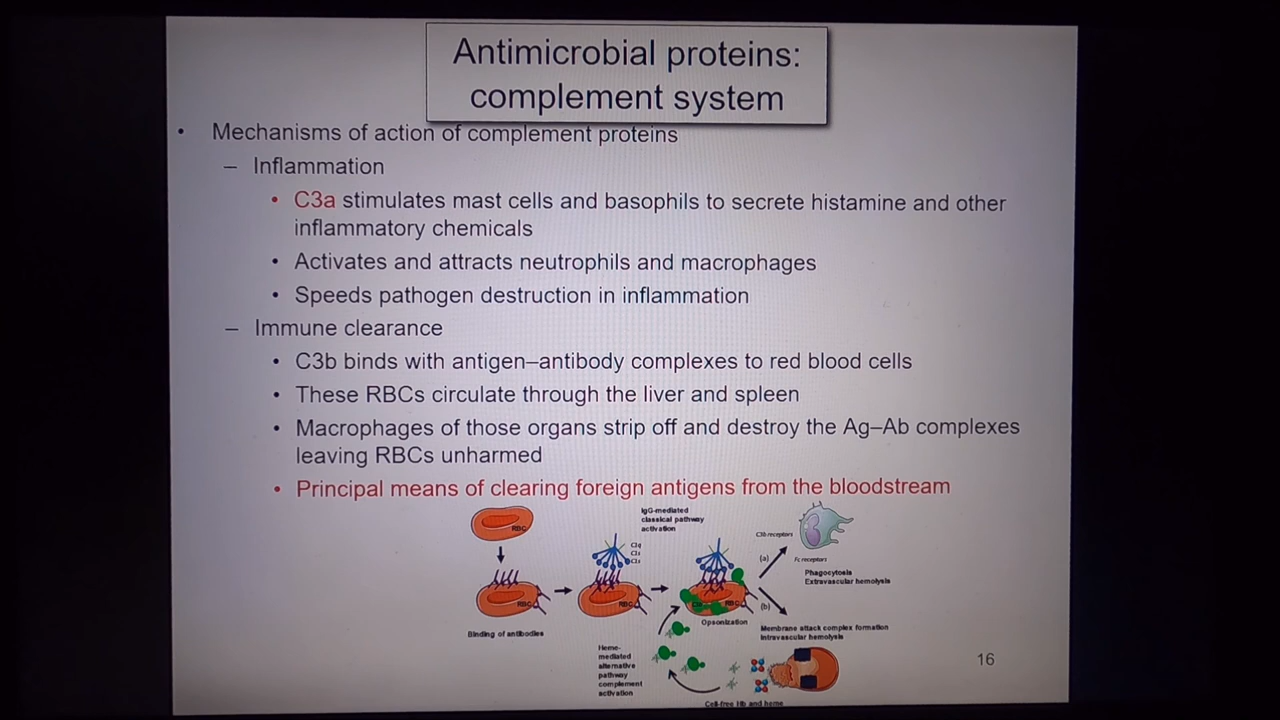 Antimicrobial proteins:
complement system
• Mechanisms of action of complement proteins
– Inflammation
• C3a stimulates mast cells and basophils to secrete histamine and other
inflammatory chemicals
• Activates and attracts neutrophils and macrophages
• Speeds pathogen destruction in inflammation
– Immune clearance
• C3b binds with antigen–antibody complexes to red blood cells
• These RBCs circulate through the liver and spleen
• Macrophages of those organs strip off and destroy the Ag–Ab complexes
leaving RBCs unharmed
• Principal means of clearing foreign antigens from the bloodstream
RBC
RBC
Binding of antibodies
IgG-mediated
classical pathway
activation
C1q
RBC
RBC
Opsonization
(a)
C3b receptors
Fc receptors
Phagocytosis
Extravascular hemolysis
(b)
Membrane attack complex formation
Intravascular hemolysis
Heme-
mediated
alternative
pathway
complement
activation
Cell-free Hb and heme
16